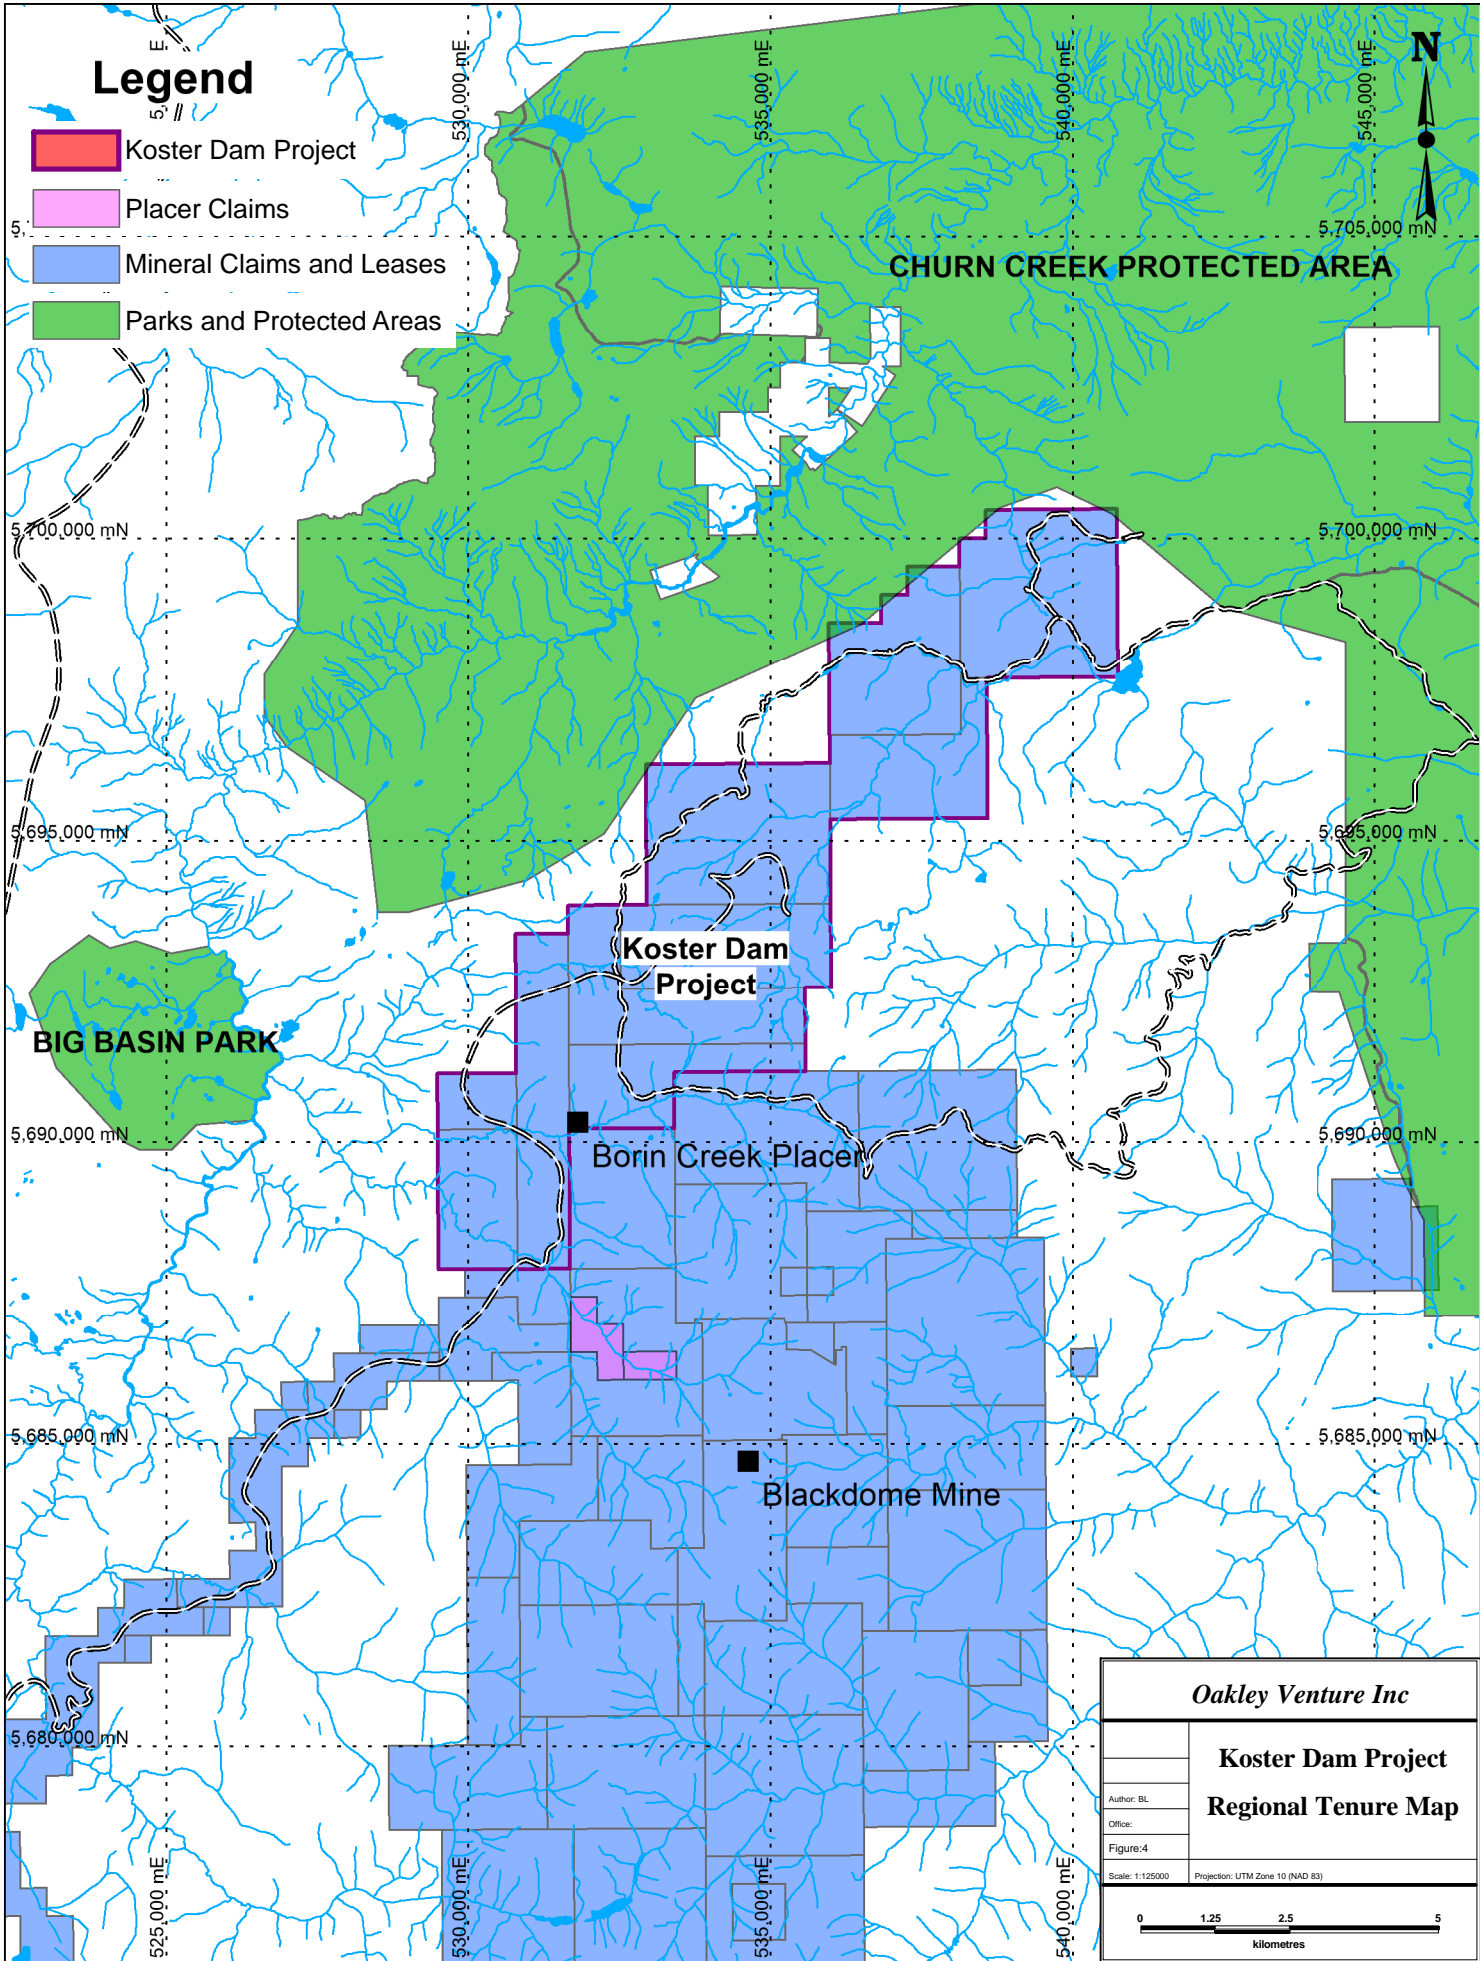 Legend
Koster Dam Project
Placer Claims
Mineral Claims and Leases
Parks and Protected Areas
530,000 mE
535,000 mE
540,000 mE
545,000 mE
N
5,705,000 mN
CHURN CREEK PROTECTED AREA
5,700,000 mN
5,700,000 mN
5,695,000 mN
5,695,000 mN
Koster Dam
Project
BIG BASIN PARK
5,690,000 mN
5,690,000 mN
Borin Creek Placer
5,685,000 mN
5,685,000 mN
Blackdome Mine
5,680,000 mN
525,000 mE
530,000 mE
535,000 mE
540,000 mE
Oakley Venture Inc
Koster Dam Project
Regional Tenure Map
Author: BL
Office:
Figure:4
Scale: 1:125000
Projection: UTM Zone 10 (NAD 83)
0 1.25 2.5 5
kilometres